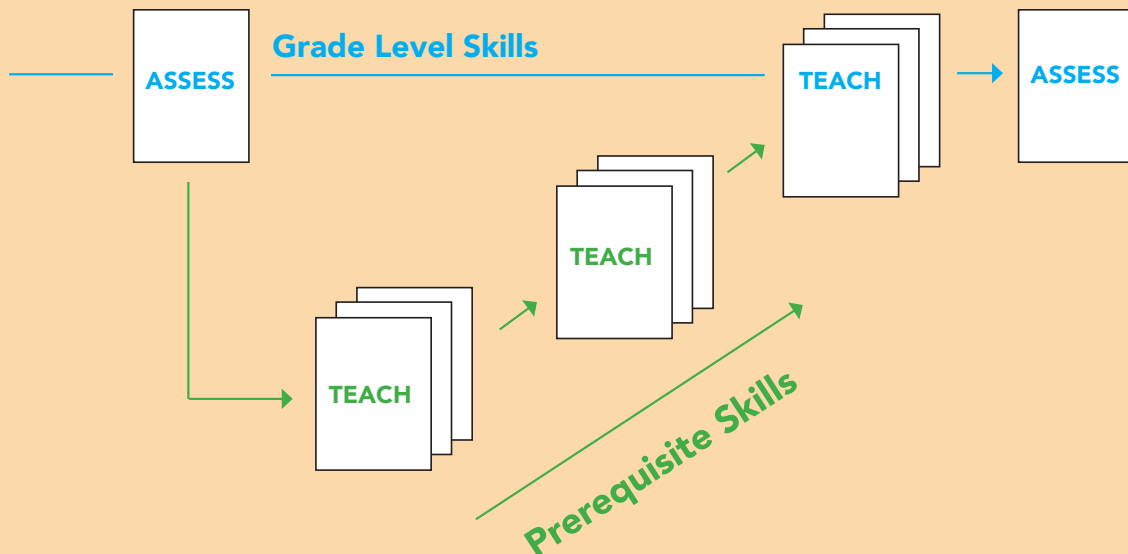 Grade Level Skills
ASSESS
TEACH
ASSESS
TEACH
TEACH
Prerequisite Skills